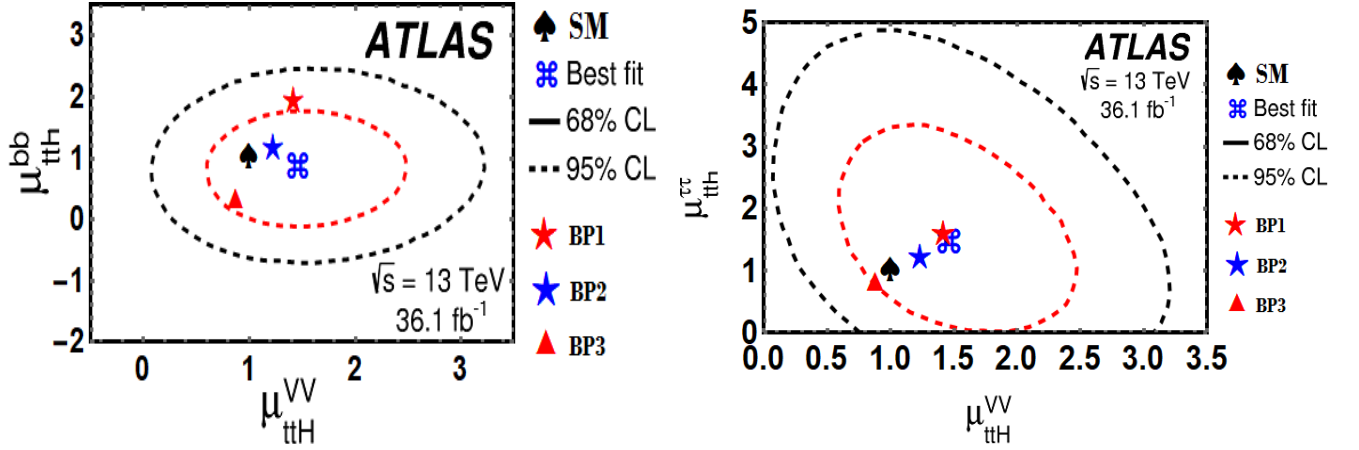 ATLAS
3
2
1
0
−1
−2
0
1
2
3
μ^bb_tth
μ^VV_ttH
√s = 13 TeV
36.1 fb^-1
SM
Best fit
68% CL
95% CL
BP1
BP2
BP3
ATLAS
√s = 13 TeV
36.1 fb^-1
5
4
3
2
1
0
0.0 0.5 1.0 1.5 2.0 2.5 3.0 3.5
μ^ττ_tth
μ^VV_ttH
SM
Best fit
68% CL
95% CL
BP1
BP2
BP3